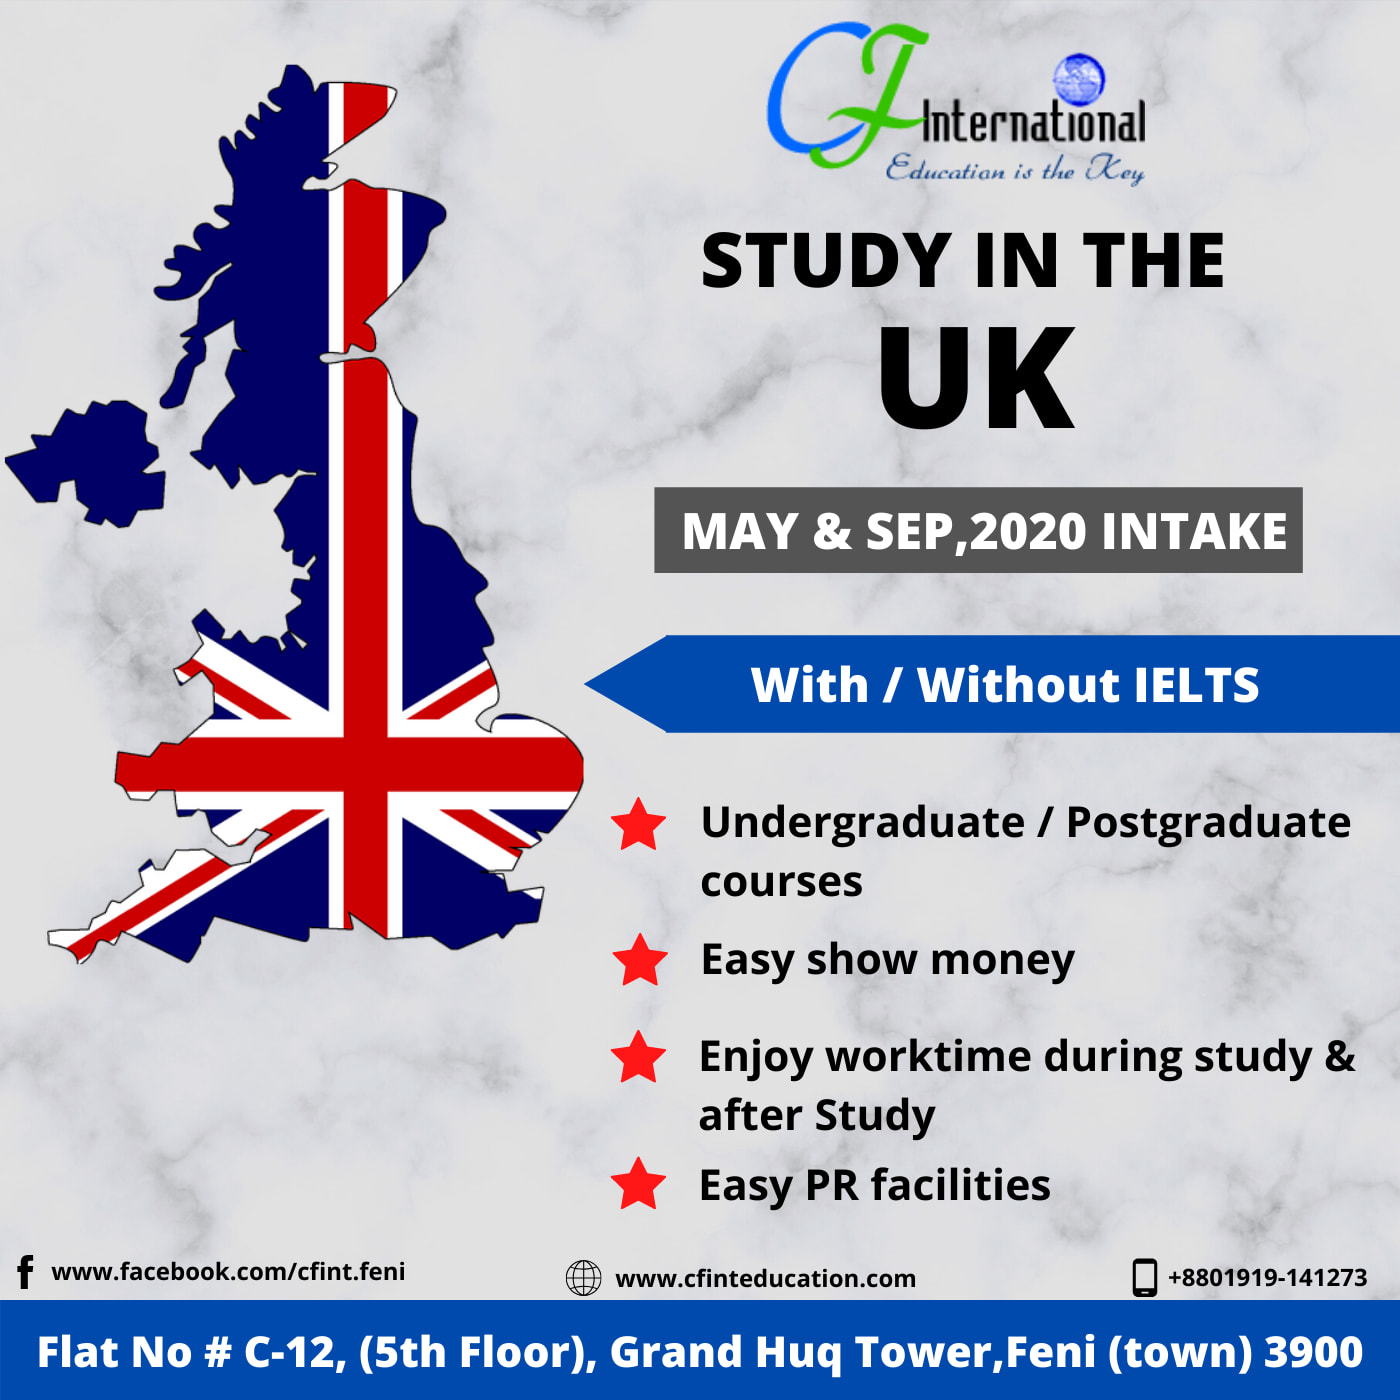 CF International
Education is the Key
STUDY IN THE
UK
MAY & SEP,2020 INTAKE
With / Without IELTS
Undergraduate / Postgraduate
courses
Easy show money
Enjoy worktime during study &
after Study
Easy PR facilities
www.facebook.com/cfint.feni
www.cfinteducation.com
+8801919-141273
Flat No # C-12, (5th Floor), Grand Huq Tower,Feni (town) 3900